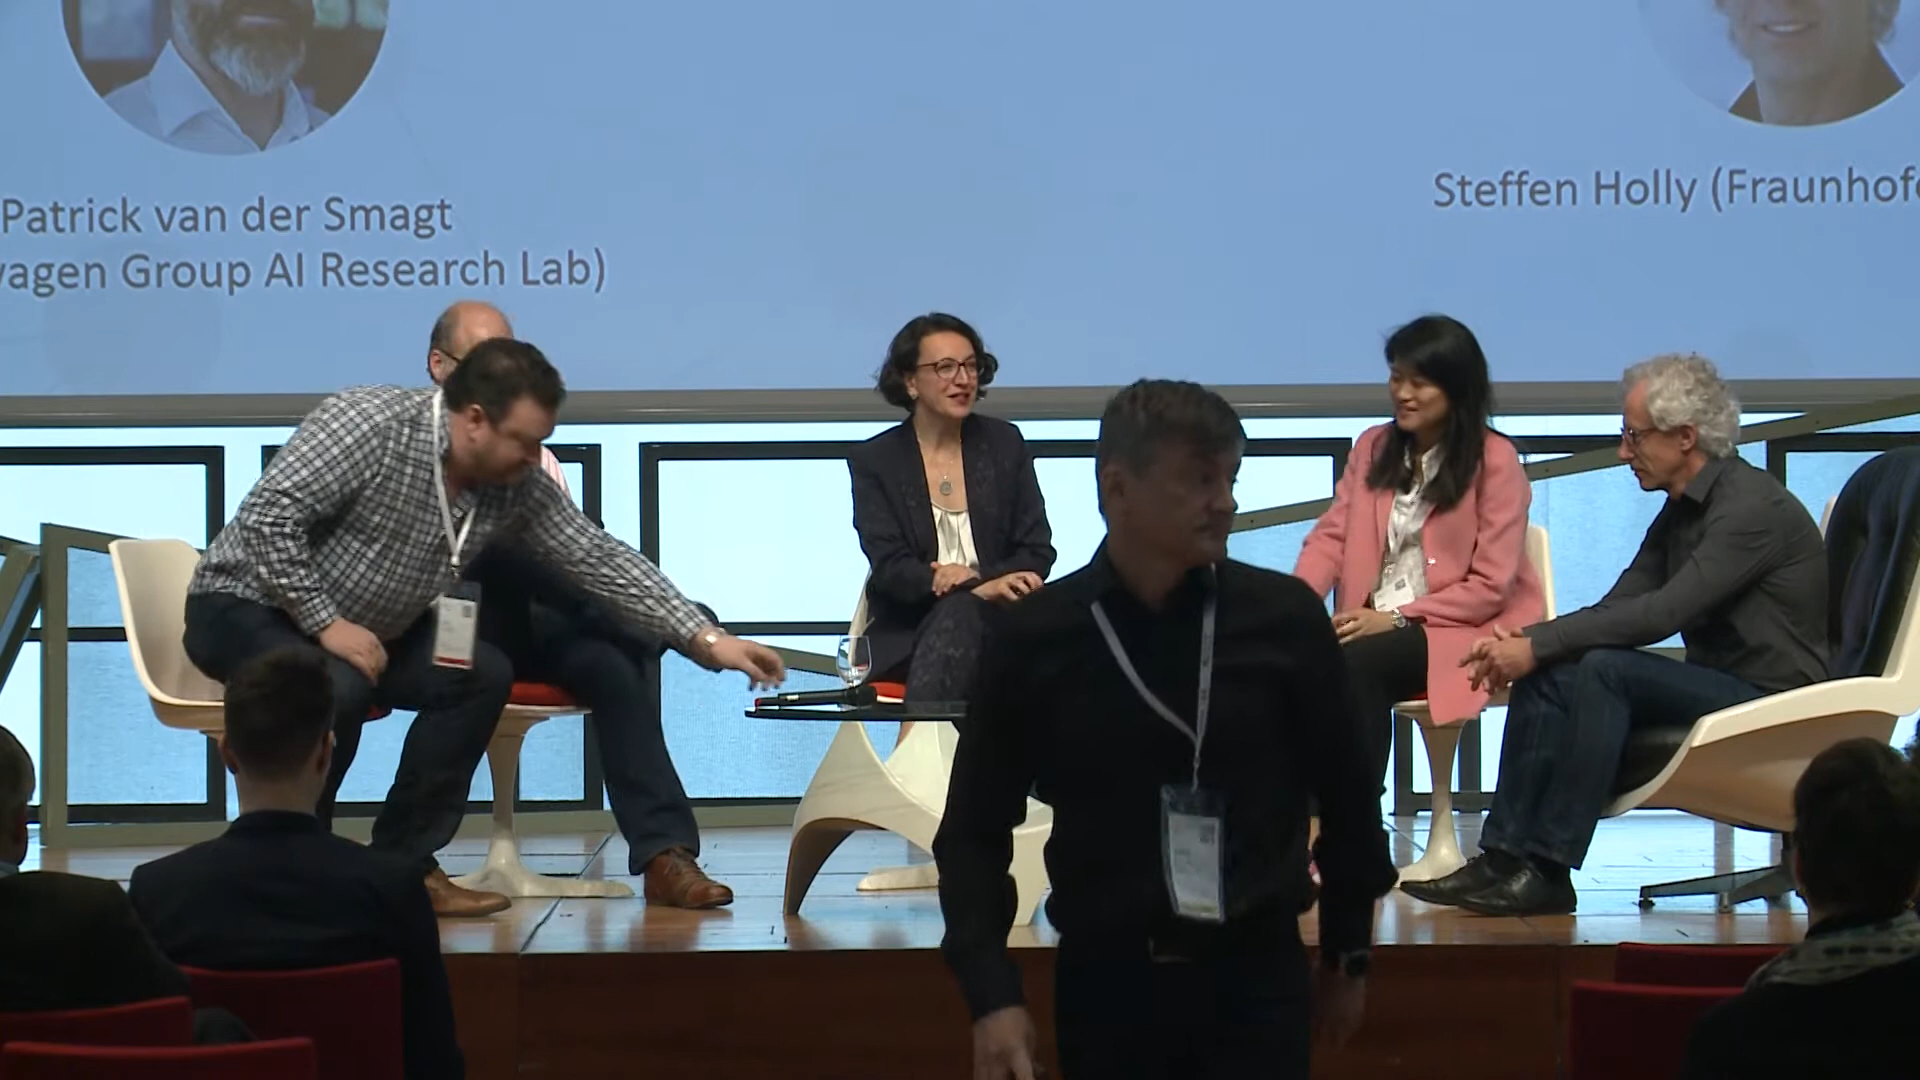 Patrick van der Smagt
wagen Group AI Research Lab)
Steffen Holly (Fraunhofe